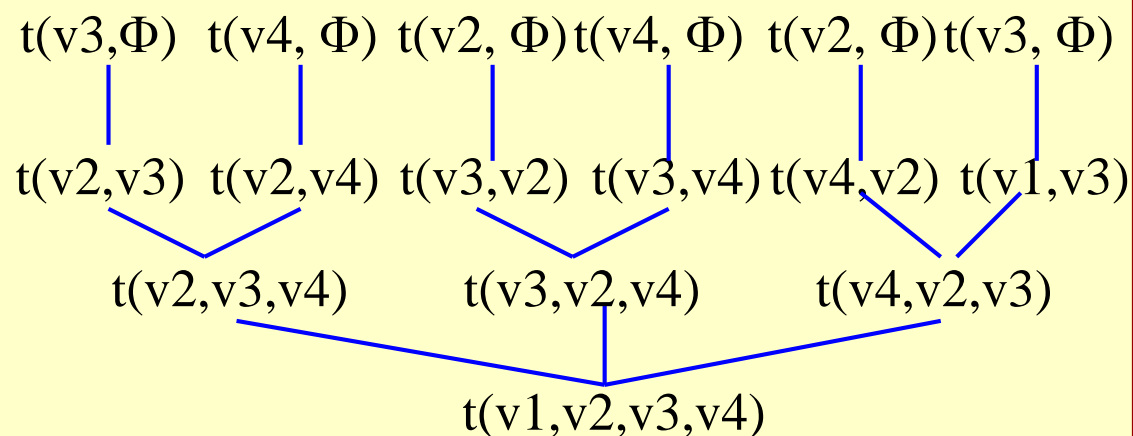 t(v3,Φ) t(v4, Φ) t(v2, Φ) t(v4, Φ) t(v2, Φ) t(v3, Φ)
t(v2,v3) t(v2,v4) t(v3,v2) t(v3,v4) t(v4,v2) t(v1,v3)
t(v2,v3,v4) t(v3,v2,v4) t(v4,v2,v3)
t(v1,v2,v3,v4)